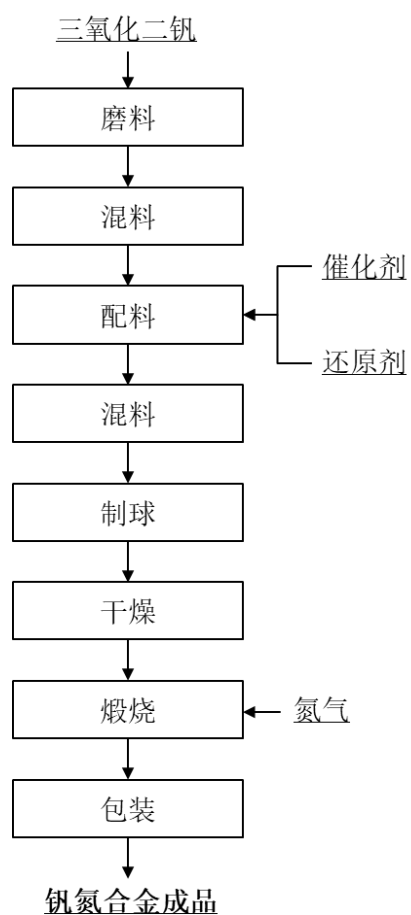 三氧化二钒
磨料
混料
配料
催化剂
还原剂
混料
制球
干燥
煅烧
氮气
包装
钒氮合金成品